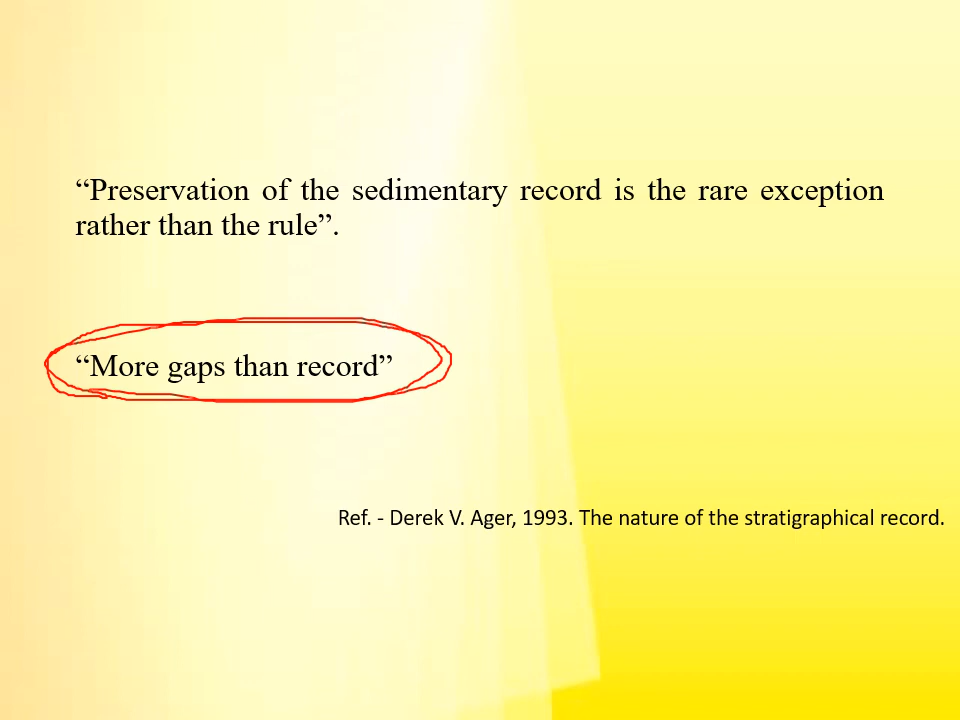 “Preservation of the sedimentary record is the rare exception
rather than the rule”.
“More gaps than record”
Ref. - Derek V. Ager, 1993. The nature of the stratigraphical record.